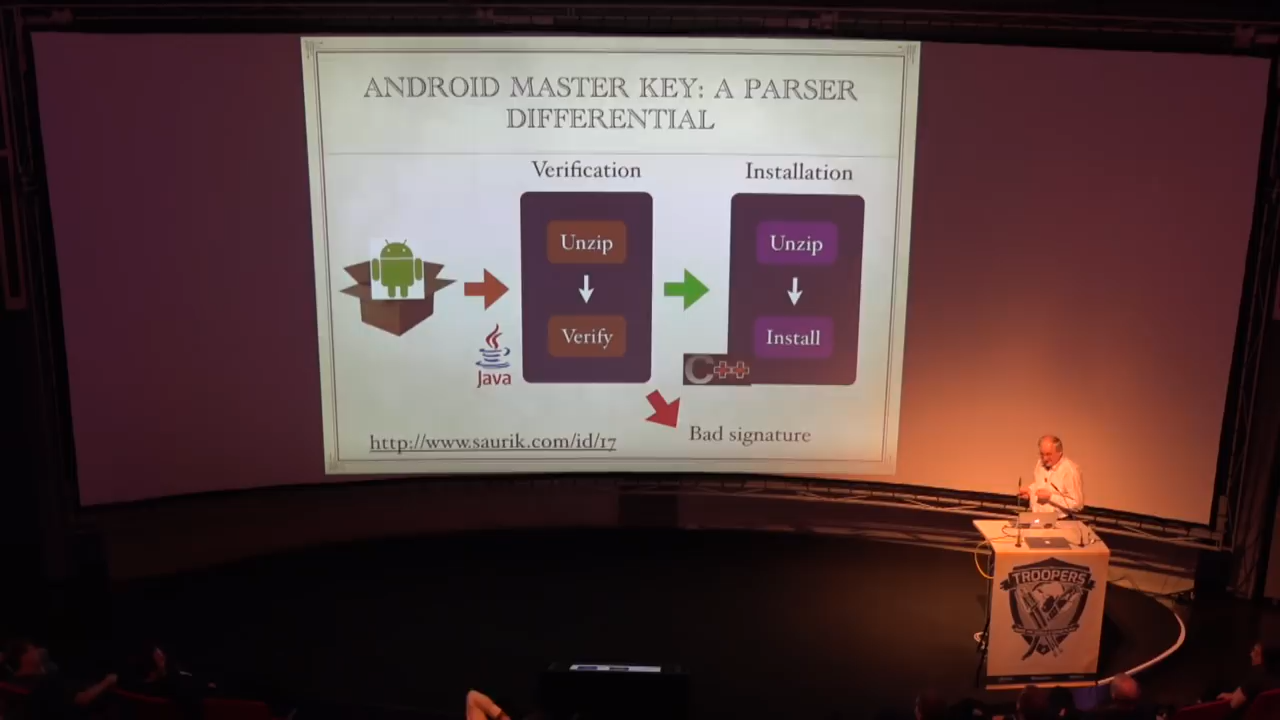 ANDROID MASTER KEY: A PARSER
DIFFERENTIAL
Verification
Installation
Unzip
Unzip
Verify
Install
Java
C++
http://www.saurik.com/id/17
Bad signature
TROOPERS